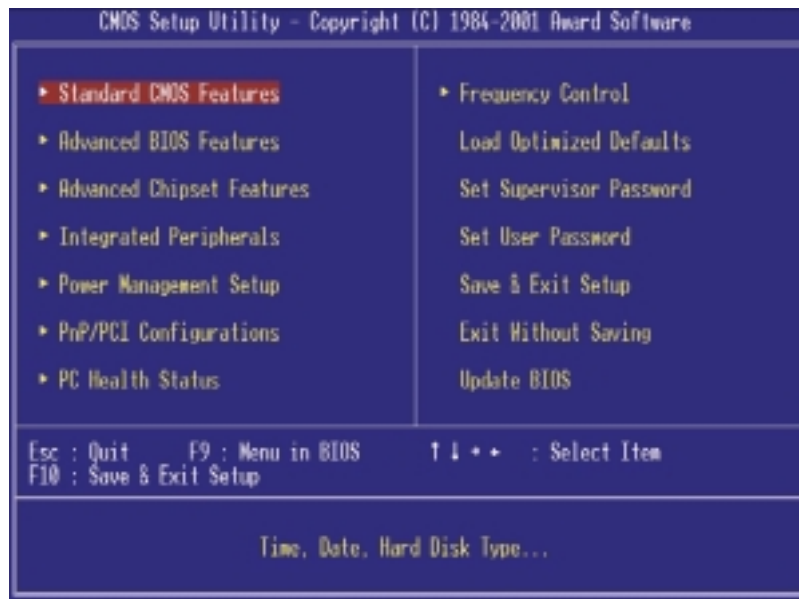 CMOS Setup Utility - Copyright (C) 1984-2001 Award Software
▸ Standard CMOS Features
▸ Advanced BIOS Features
▸ Advanced Chipset Features
▸ Integrated Peripherals
▸ Power Management Setup
▸ PnP/PCI Configurations
▸ PC Health Status
▸ Frequency Control
Load Optimized Defaults
Set Supervisor Password
Set User Password
Save & Exit Setup
Exit Without Saving
Update BIOS
Esc : Quit F9 : Menu in BIOS ↑ ↓ → ← : Select Item
F10 : Save & Exit Setup
Time, Date, Hard Disk Type...